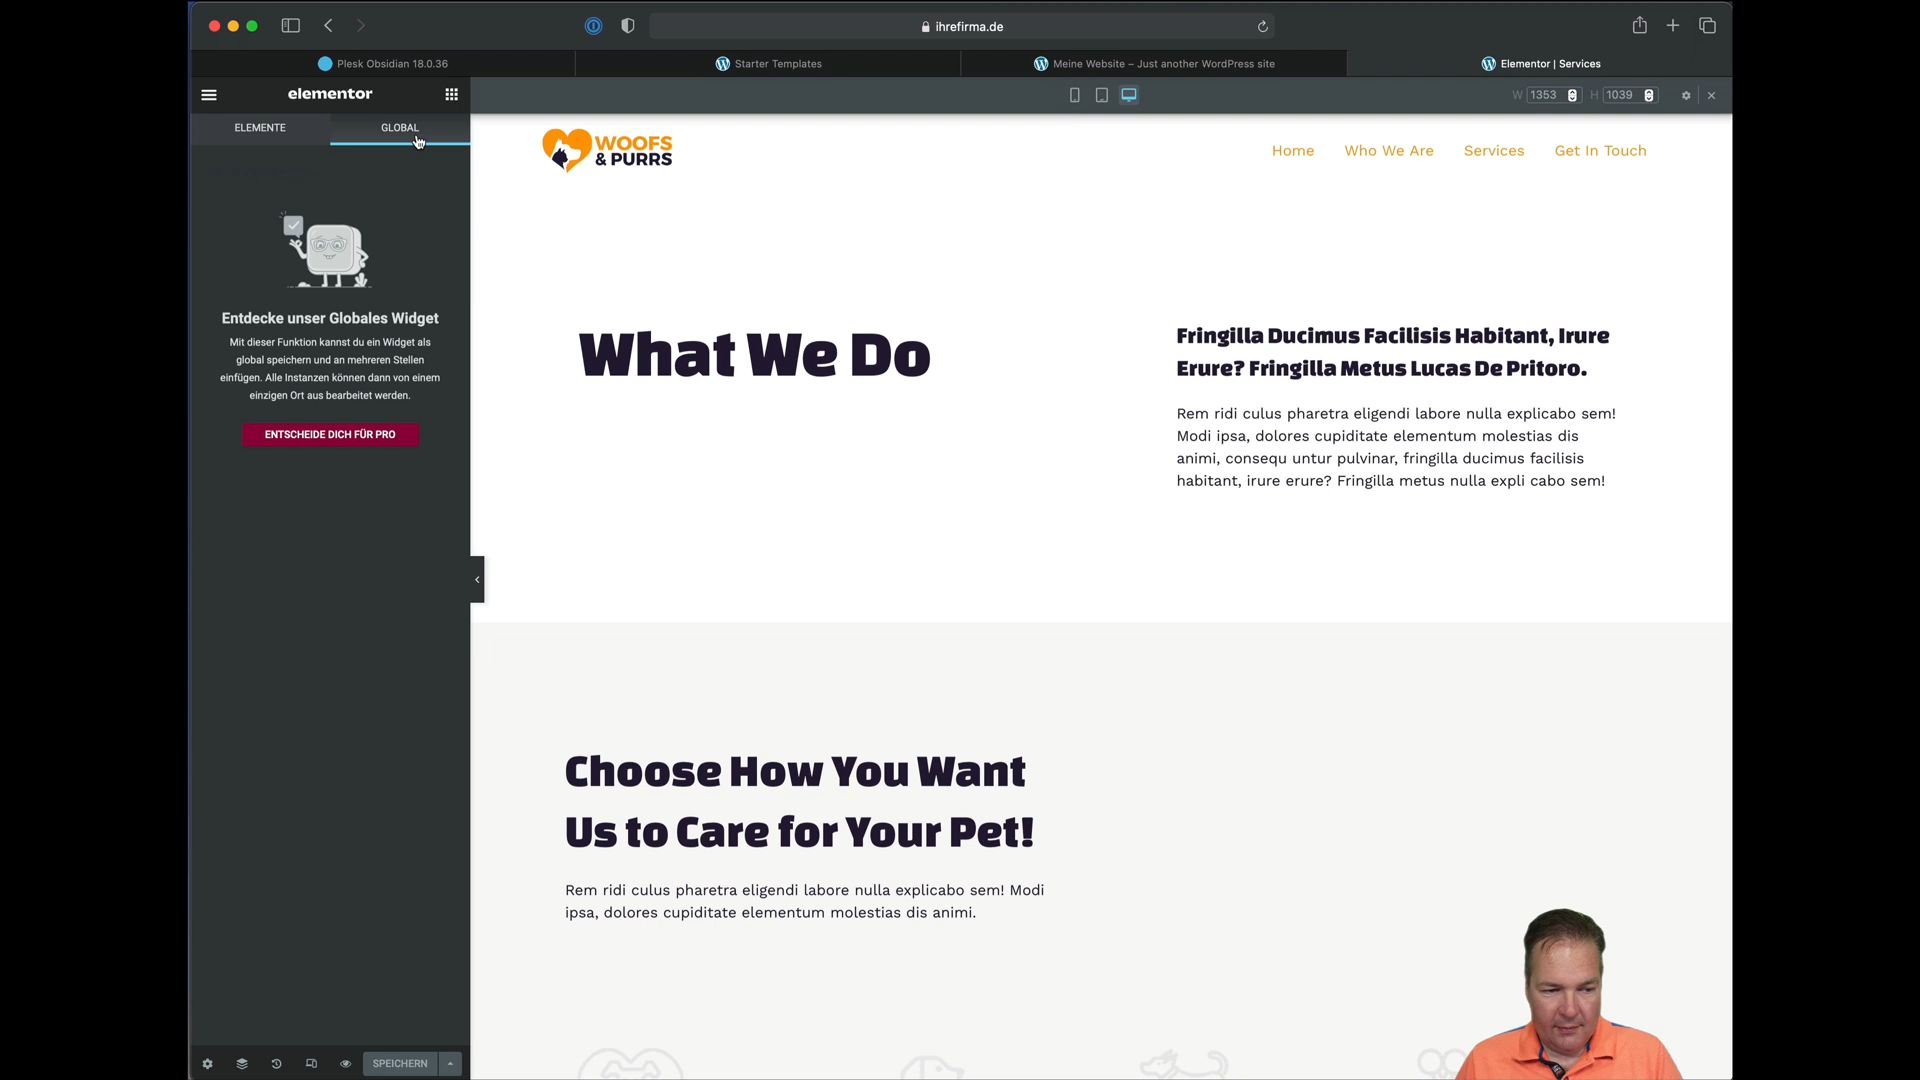 ihrefirma.de
Plesk Obsidian 18.0.36
Starter Templates
Meine Website – Just another WordPress site
Elementor | Services
elementor
W 1353 H 1039
ELEMENTE GLOBAL
WOOFS
& PURRS
Home Who We Are Services Get In Touch
Entdecke unser Globales Widget
Mit dieser Funktion kannst du ein Widget als
global speichern und an mehreren Stellen
einfügen. Alle Instanzen können dann von einem
einzigen Ort aus bearbeitet werden.
ENTSCHEIDE DICH FÜR PRO
What We Do
Fringilla Ducimus Facilisis Habitant, Irure
Erure? Fringilla Metus Lucas De Pritoro.
Rem ridi culus pharetra eligendi labore nulla explicabo sem!
Modi ipsa, dolores cupiditate elementum molestias dis
animi, consequ untur pulvinar, fringilla ducimus facilisis
habitant, irure erure? Fringilla metus nulla expli cabo sem!
Choose How You Want
Us to Care for Your Pet!
Rem ridi culus pharetra eligendi labore nulla explicabo sem! Modi
ipsa, dolores cupiditate elementum molestias dis animi.
SPEICHERN